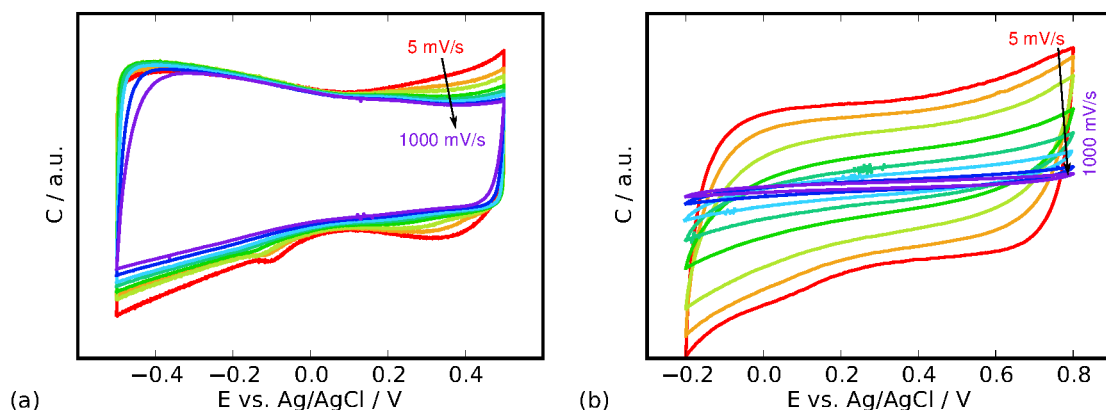 5 mV/s
1000 mV/s
C / a.u.
−0.4 −0.2 0.0 0.2 0.4
E vs. Ag/AgCl / V
(a)
5 mV/s
1000 mV/s
C / a.u.
−0.2 0.0 0.2 0.4 0.6 0.8
E vs. Ag/AgCl / V
(b)